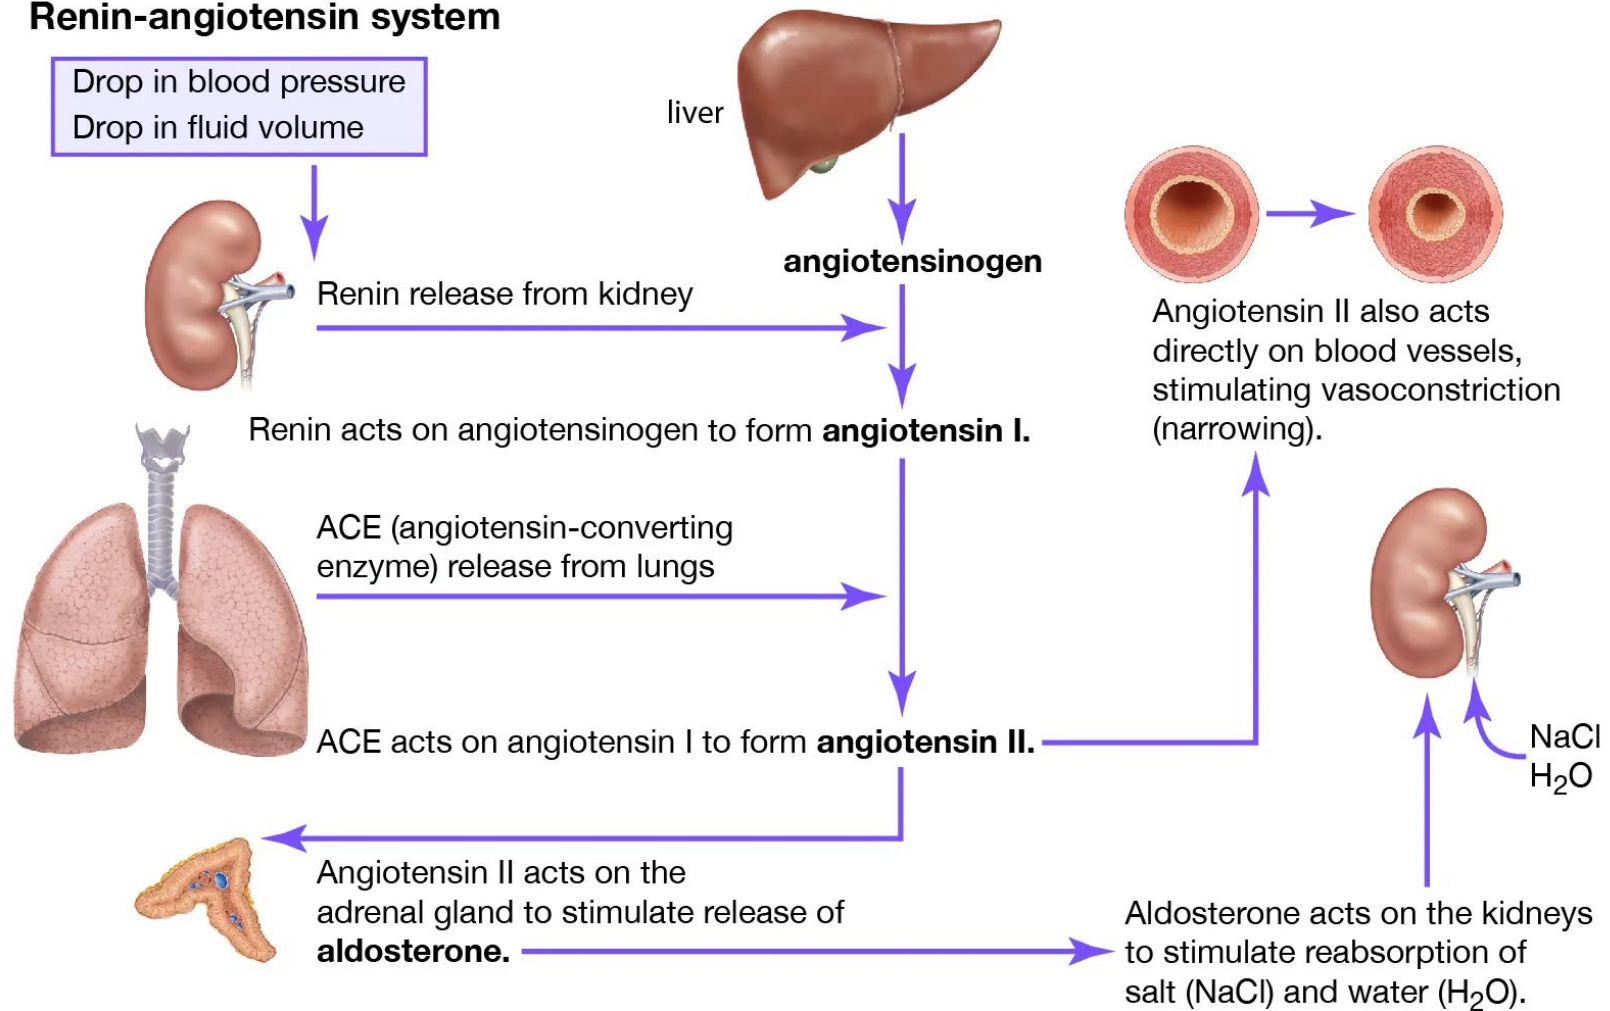 Renin-angiotensin system
Drop in blood pressure
Drop in fluid volume
liver
angiotensinogen
Renin release from kidney
Renin acts on angiotensinogen to form angiotensin I.
ACE (angiotensin-converting
enzyme) release from lungs
ACE acts on angiotensin I to form angiotensin II.
Angiotensin II acts on the
adrenal gland to stimulate release of
aldosterone.
Angiotensin II also acts
directly on blood vessels,
stimulating vasoconstriction
(narrowing).
NaCl
H₂O
Aldosterone acts on the kidneys
to stimulate reabsorption of
salt (NaCl) and water (H₂O).